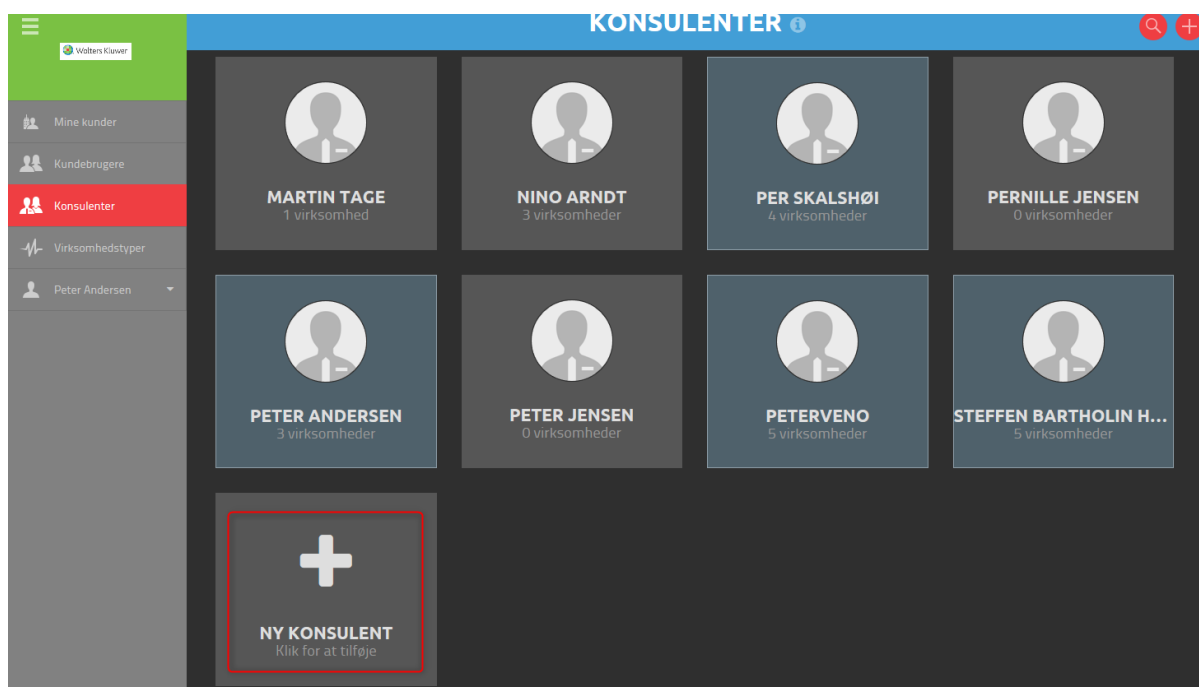 KONSULENTER
Wolters Kluwer
Mine kunder
Kundebrugere
Konsulenter
Virksomhedstyper
Peter Andersen
MARTIN TAGE
1 virksomhed
NINO ARNDT
3 virksomheder
PER SKALSHØI
4 virksomheder
PERNILLE JENSEN
0 virksomheder
PETER ANDERSEN
3 virksomheder
PETER JENSEN
0 virksomheder
PETERVENO
5 virksomheder
STEFFEN BARTHOLIN H...
5 virksomheder
NY KONSULENT
Klik for at tilføje